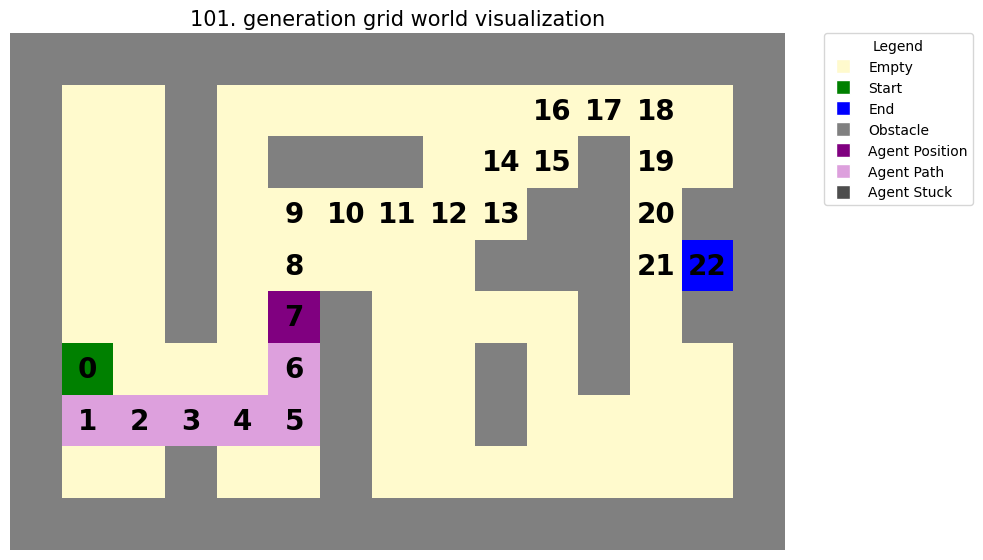 101. generation grid world visualization
Legend
Empty
Start
End
Obstacle
Agent Position
Agent Path
Agent Stuck
16 17 18
14 15 19
9 10 11 12 13 20
8 21 22
7
0 6
1 2 3 4 5